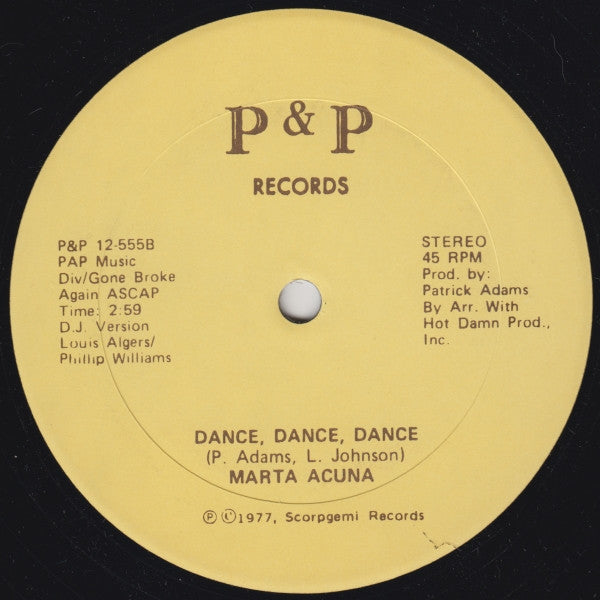 P & P
RECORDS
P&P 12-555B
PAP Music
Div/Gone Broke
Again ASCAP
Time: 2:59
D.J. Version
Louis Algers/
Phillip Williams
STEREO
45 RPM
Prod. by:
Patrick Adams
By Arr. With
Hot Damn Prod.,
Inc.
DANCE, DANCE, DANCE
(P. Adams, L. Johnson)
MARTA ACUNA
℗ ©1977, Scorpgemi Records